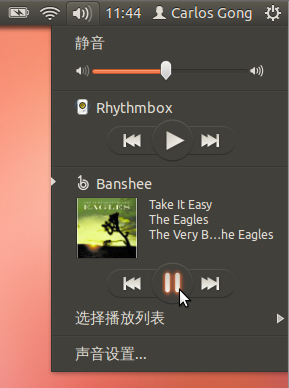 11:44 Carlos Gong
静音
Rhythmbox
Banshee
EAGLES
Take It Easy
The Eagles
The Very B...he Eagles
选择播放列表
声音设置...